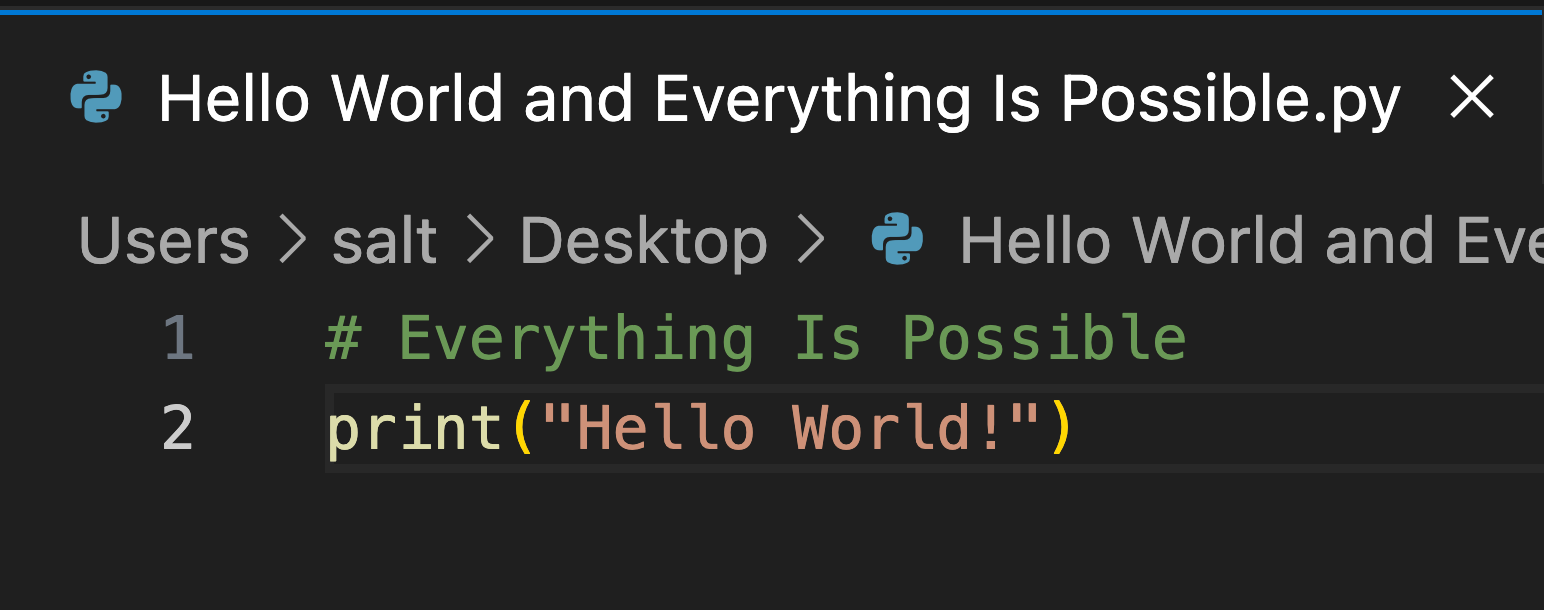 Hello World and Everything Is Possible.py
Users > salt > Desktop > Hello World and Eve
1 # Everything Is Possible
2 print("Hello World!")